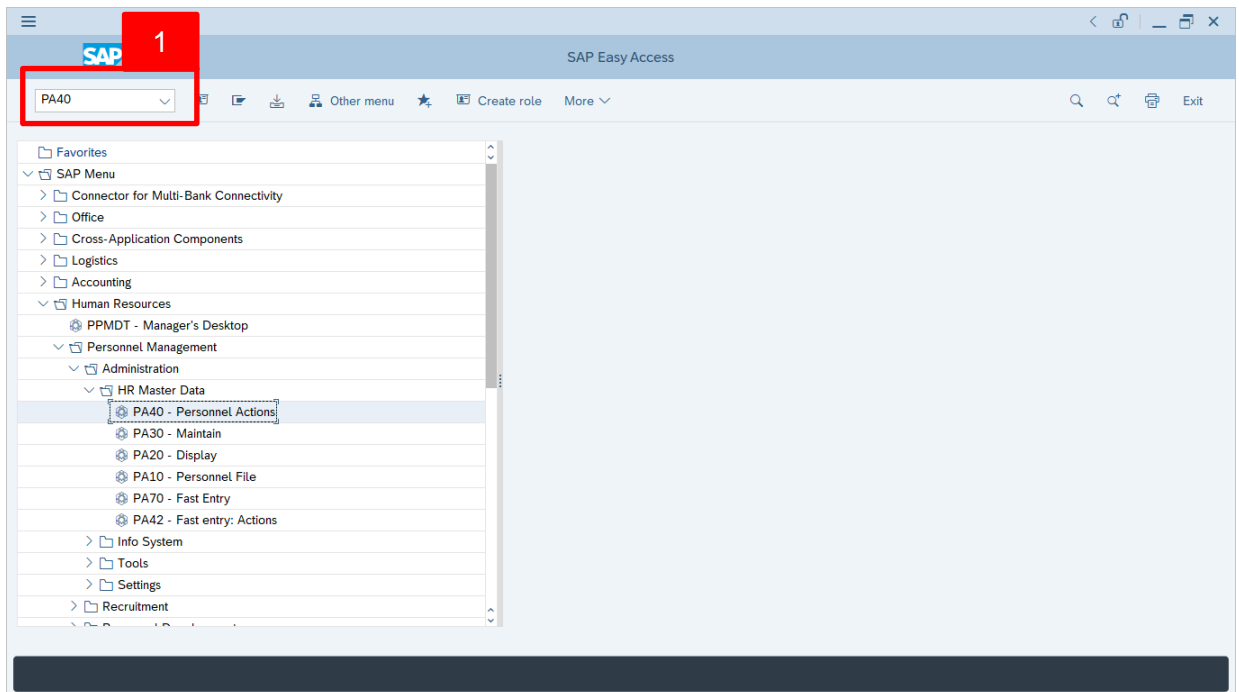 1
SAP
SAP Easy Access
PA40
Other menu
Create role
More
Exit
Favorites
SAP Menu
Connector for Multi-Bank Connectivity
Office
Cross-Application Components
Logistics
Accounting
Human Resources
PPMDT - Manager's Desktop
Personnel Management
Administration
HR Master Data
PA40 - Personnel Actions
PA30 - Maintain
PA20 - Display
PA10 - Personnel File
PA70 - Fast Entry
PA42 - Fast entry: Actions
Info System
Tools
Settings
Recruitment